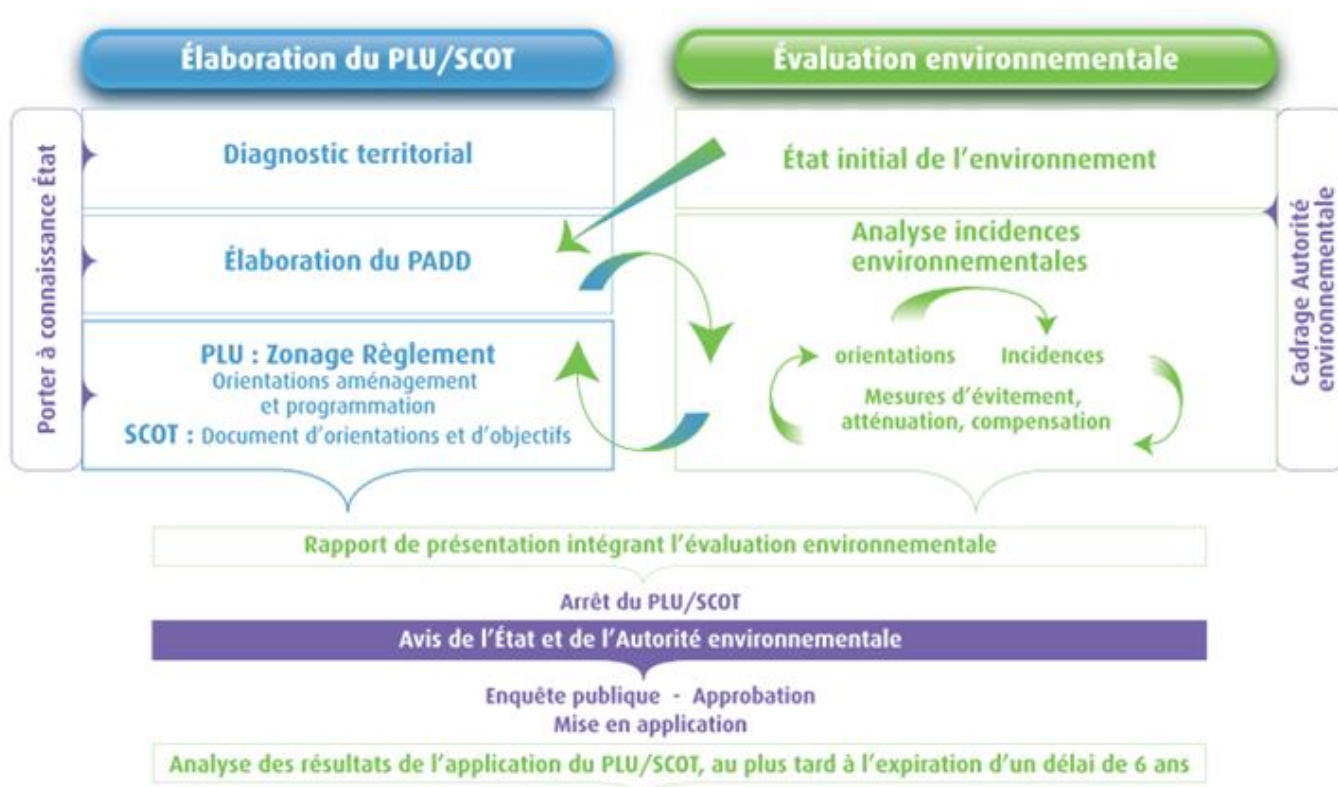 Élaboration du PLU/SCOT
Évaluation environnementale
Porter à connaissance État
Diagnostic territorial
État initial de l'environnement
Élaboration du PADD
Analyse incidences
environnementales
PLU : Zonage Règlement
Orientations aménagement
et programmation
SCOT : Document d'orientations et d'objectifs
orientations
Incidences
Mesures d'évitement,
atténuation, compensation
Cadrage Autorité
environnementale
Rapport de présentation intégrant l'évaluation environnementale
Arrêt du PLU/SCOT
Avis de l'État et de l'Autorité environnementale
Enquête publique - Approbation
Mise en application
Analyse des résultats de l'application du PLU/SCOT, au plus tard à l'expiration d'un délai de 6 ans